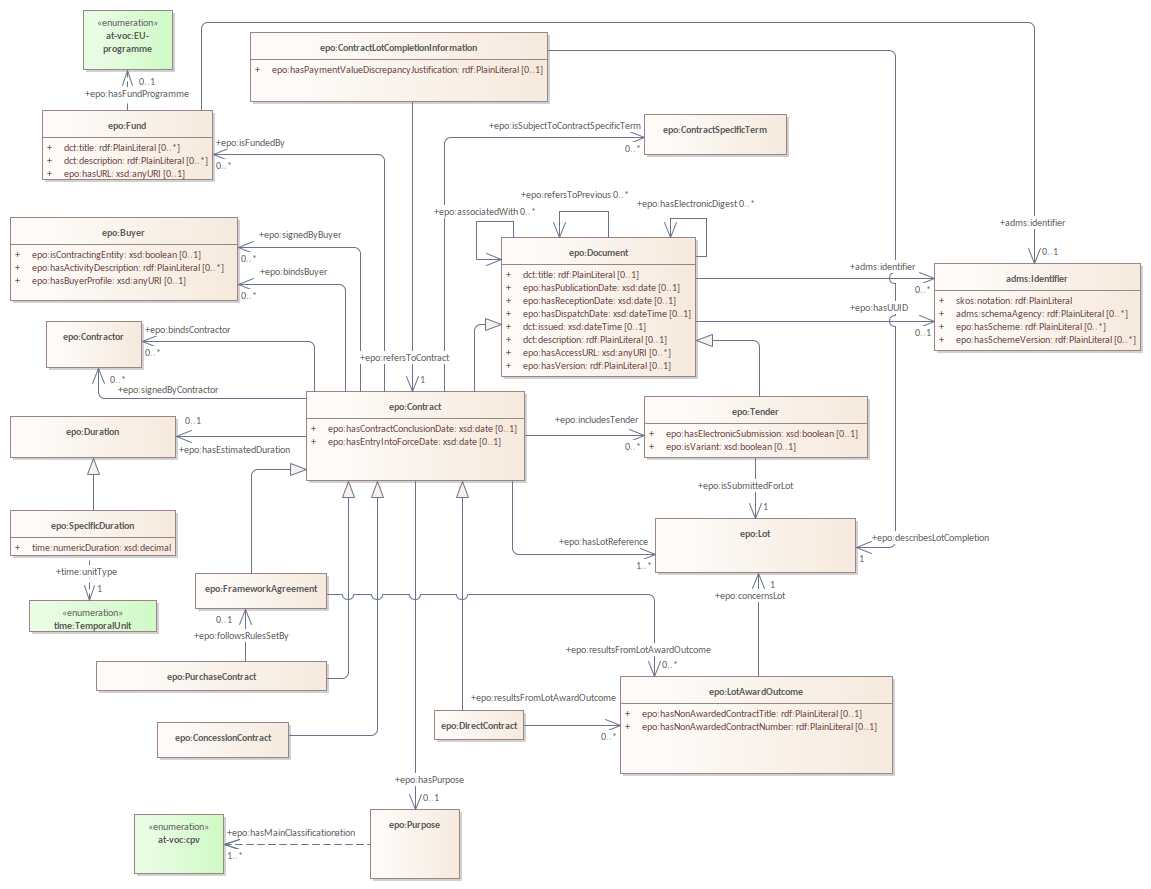 «enumeration»
at-voc:EU-
programme
0..1
+epo:hasFundProgramme
epo:Fund
+ dct:title: rdf:PlainLiteral [0..*]
+ dct:description: rdf:PlainLiteral [0..*]
+ epo:hasURL: xsd:anyURI [0..1]
epo:ContractLotCompletionInformation
+ epo:hasPaymentValueDiscrepancyJustification: rdf:PlainLiteral [0..1]
+epo:isFundedBy
0..*
+epo:isSubjectToContractSpecificTerm
0..*
epo:ContractSpecificTerm
+epo:refersToPrevious 0..*
+epo:associatedWith 0..*
+epo:hasElectronicDigest 0..*
epo:Document
+ dct:title: rdf:PlainLiteral [0..1]
+ epo:hasPublicationDate: xsd:date [0..1]
+ epo:hasReceptionDate: xsd:date [0..1]
+ epo:hasDispatchDate: xsd:dateTime [0..1]
+ dct:issued: xsd:dateTime [0..1]
+ dct:description: rdf:PlainLiteral [0..1]
+ epo:hasAccessURL: xsd:anyURI [0..*]
+ epo:hasVersion: rdf:PlainLiteral [0..1]
+adms:identifier
0..1
+adms:identifier
0..*
+epo:hasUUID
0..1
adms:Identifier
+ skos:notation: rdf:PlainLiteral
+ adms:schemaAgency: rdf:PlainLiteral [0..*]
+ epo:hasScheme: rdf:PlainLiteral [0..*]
+ epo:hasSchemeVersion: rdf:PlainLiteral [0..*]
epo:Buyer
+ epo:isContractingEntity: xsd:boolean [0..1]
+ epo:hasActivityDescription: rdf:PlainLiteral [0..*]
+ epo:hasBuyerProfile: xsd:anyURI [0..1]
+epo:signedByBuyer
0..*
+epo:bindsBuyer
0..*
epo:Contractor
+epo:bindsContractor
0..*
0..*
+epo:signedByContractor
+epo:refersToContract
1
epo:Contract
+ epo:hasContractConclusionDate: xsd:date [0..1]
+ epo:hasEntryIntoForceDate: xsd:date [0..1]
epo:Duration
0..1
+epo:hasEstimatedDuration
+epo:includesTender
0..*
epo:Tender
+ epo:hasElectronicSubmission: xsd:boolean [0..1]
+ epo:isVariant: xsd:boolean [0..1]
+epo:isSubmittedForLot
1
epo:SpecificDuration
+ time:numericDuration: xsd:decimal
+time:unitType
1
«enumeration»
time:TemporalUnit
epo:Lot
+epo:hasLotReference
1..*
+epo:describesLotCompletion
1
1
+epo:concernsLot
epo:FrameworkAgreement
0..1
+epo:followsRulesSetBy
epo:PurchaseContract
+epo:resultsFromLotAwardOutcome
0..*
epo:ConcessionContract
epo:DirectContract
+epo:resultsFromLotAwardOutcome
0..*
epo:LotAwardOutcome
+ epo:hasNonAwardedContractTitle: rdf:PlainLiteral [0..1]
+ epo:hasNonAwardedContractNumber: rdf:PlainLiteral [0..1]
+epo:hasPurpose
0..1
epo:Purpose
«enumeration»
at-voc:cpv
+epo:hasMainClassificationation
1..*